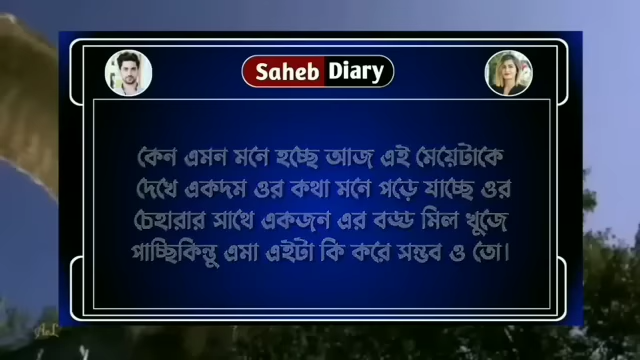 Saheb Diary
কেন এমন মনে হচ্ছে আজ এই মেয়েটাকে
দেখে একদম ওর কথা মনে পড়ে যাচ্ছে ওর
চেহারার সাথে একজন এর বড্ড মিল খুজে
পাচ্ছিকিন্তূ এমা এইটা কি করে সম্ভব ও তো।
AL